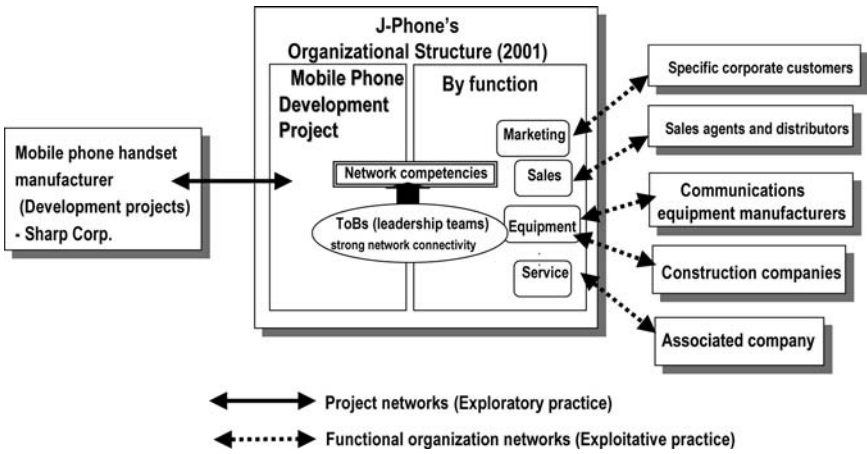 J-Phone's
Organizational Structure (2001)
Mobile Phone
Development
Project
By function
Mobile phone handset
manufacturer
(Development projects)
- Sharp Corp.
Network competencies
ToBs (leadership teams)
strong network connectivity
Marketing
Sales
Equipment
Service
Specific corporate customers
Sales agents and distributors
Communications
equipment manufacturers
Construction companies
Associated company
Project networks (Exploratory practice)
Functional organization networks (Exploitative practice)